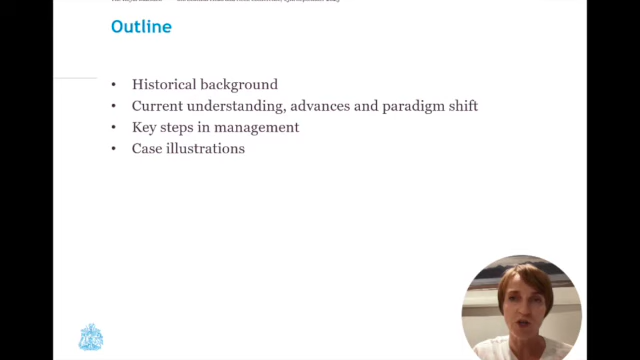 Outline
• Historical background
• Current understanding, advances and paradigm shift
• Key steps in management
• Case illustrations